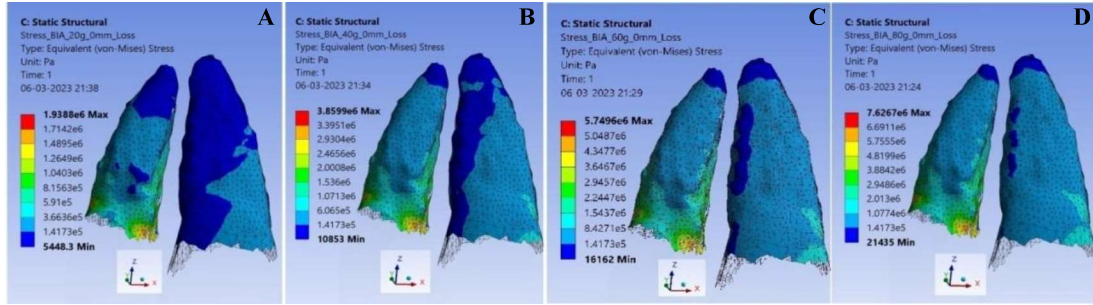 A
C: Static Structural
Stress_BIA_20g_0mm_Loss
Type: Equivalent (von-Mises) Stress
Unit: Pa
Time: 1
06-03-2023 21:38
1.9388e6 Max
1.7142e6
1.4895e6
1.2649e6
1.0403e6
8.1563e5
5.91e5
3.6636e5
1.4173e5
5448.3 Min
Z
Y
X
B
C: Static Structural
Stress_BIA_40g_0mm_Loss
Type: Equivalent (von-Mises) Stress
Unit: Pa
Time: 1
06-03-2023 21:34
3.8599e6 Max
3.3951e6
2.9304e6
2.4656e6
2.0008e6
1.536e6
1.0713e6
6.065e5
1.4173e5
10853 Min
Z
Y
X
C
C: Static Structural
Stress_BIA_60g_0mm_Loss
Type: Equivalent (von-Mises) Stress
Unit: Pa
Time: 1
06-03-2023 21:29
5.7496e6 Max
5.0487e6
4.3477e6
3.6467e6
2.9457e6
2.2447e6
1.5437e6
8.4271e5
1.4173e5
16162 Min
Z
Y
X
D
C: Static Structural
Stress_BIA_80g_0mm_Loss
Type: Equivalent (von-Mises) Stress
Unit: Pa
Time: 1
06-03-2023 21:24
7.6267e6 Max
6.6911e6
5.7555e6
4.8199e6
3.8842e6
2.9486e6
2.013e6
1.0774e6
1.4173e5
21435 Min
Z
Y
X